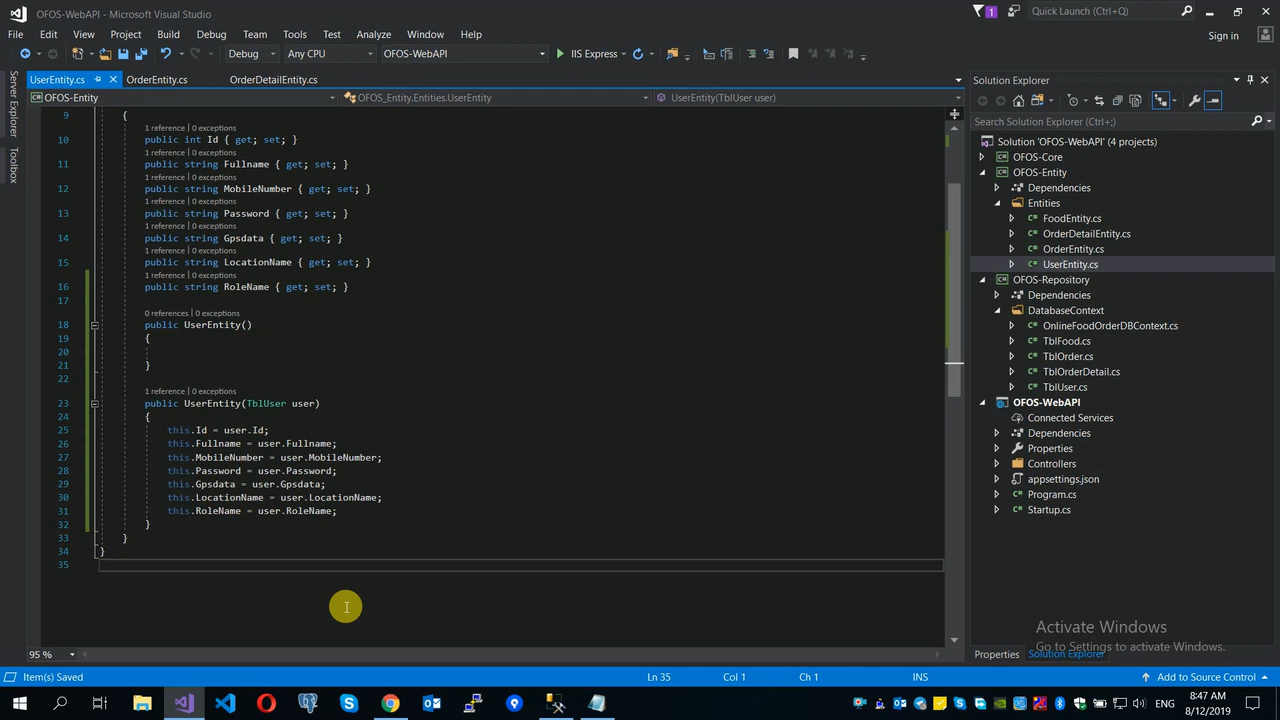 OFOS-WebAPI - Microsoft Visual Studio
1
Quick Launch (Ctrl+;)
File Edit View Project Build Debug Team Tools Test Analyze Window Help
Sign in
Debug Any CPU OFOS-WebAPI IIS Express
Server Explorer
Toolbox
UserEntity.cs OrderEntity.cs OrderDetailEntity.cs
OFOS-Entity OFOS_Entity.Entities.UserEntity UserEntity(TblUser user)
9 {
1 reference | 0 exceptions
10 public int Id { get; set; }
1 reference | 0 exceptions
11 public string Fullname { get; set; }
1 reference | 0 exceptions
12 public string MobileNumber { get; set; }
1 reference | 0 exceptions
13 public string Password { get; set; }
1 reference | 0 exceptions
14 public string Gpsdata { get; set; }
1 reference | 0 exceptions
15 public string LocationName { get; set; }
1 reference | 0 exceptions
16 public string RoleName { get; set; }
17
0 references | 0 exceptions
18 public UserEntity()
19 {
20
21 }
22
1 reference | 0 exceptions
23 public UserEntity(TblUser user)
24 {
25 this.Id = user.Id;
26 this.Fullname = user.Fullname;
27 this.MobileNumber = user.MobileNumber;
28 this.Password = user.Password;
29 this.Gpsdata = user.Gpsdata;
30 this.LocationName = user.LocationName;
31 this.RoleName = user.RoleName;
32 }
33 }
34 }
35
95 %
Solution Explorer
Search Solution Explorer (Ctrl+;)
Solution 'OFOS-WebAPI' (4 projects)
OFOS-Core
OFOS-Entity
Dependencies
Entities
FoodEntity.cs
OrderDetailEntity.cs
OrderEntity.cs
UserEntity.cs
OFOS-Repository
Dependencies
DatabaseContext
OnlineFoodOrderDBContext.cs
TblFood.cs
TblOrder.cs
TblOrderDetail.cs
TblUser.cs
OFOS-WebAPI
Connected Services
Dependencies
Properties
Controllers
appsettings.json
Program.cs
Startup.cs
Activate Windows
Go to Settings to activate Windows.
Properties Solution Explorer
Item(s) Saved Ln 35 Col 1 Ch 1 INS Add to Source Control
ENG
8:47 AM
8/12/2019